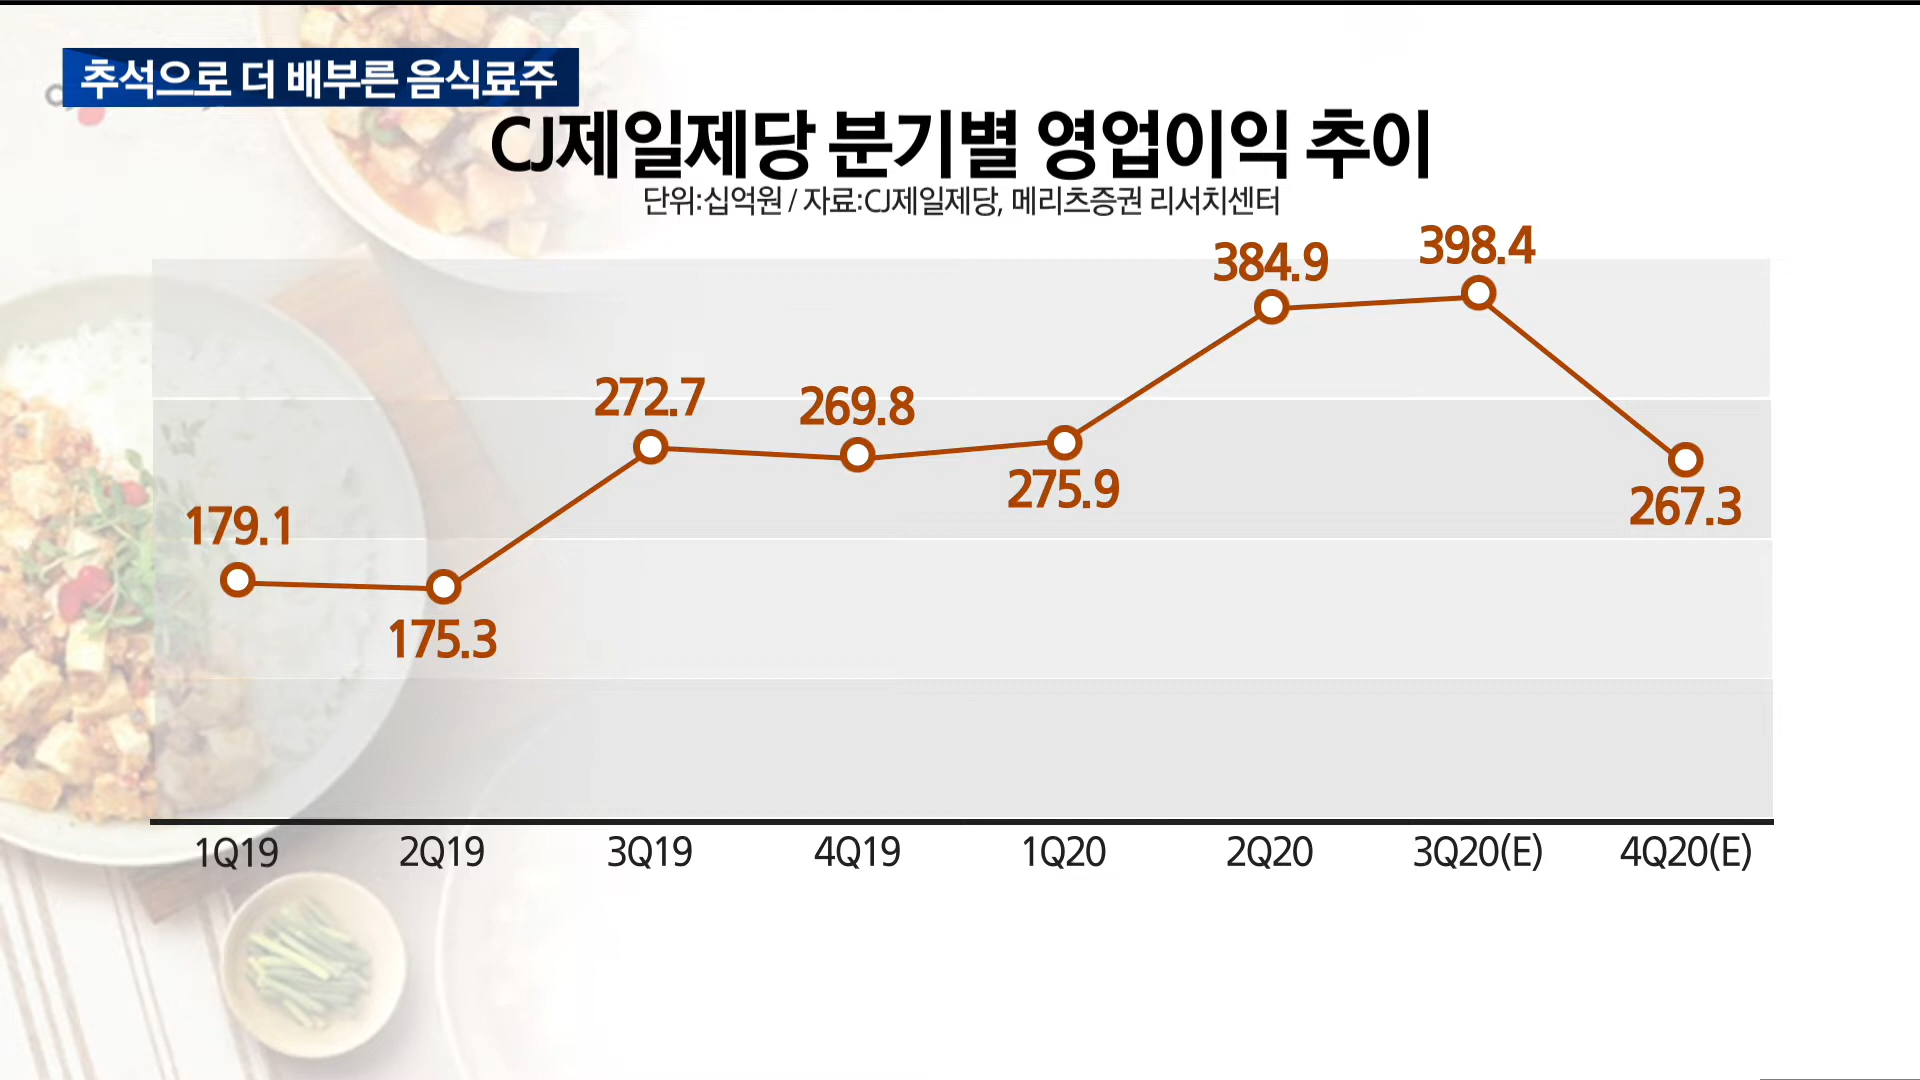 추석으로 더 배부른 음식료주
CJ제일제당 분기별 영업이익 추이
단위:십억원 / 자료:CJ제일제당, 메리츠증권 리서치센터
179.1
175.3
272.7
269.8
275.9
384.9
398.4
267.3
1Q19 2Q19 3Q19 4Q19 1Q20 2Q20 3Q20(E) 4Q20(E)